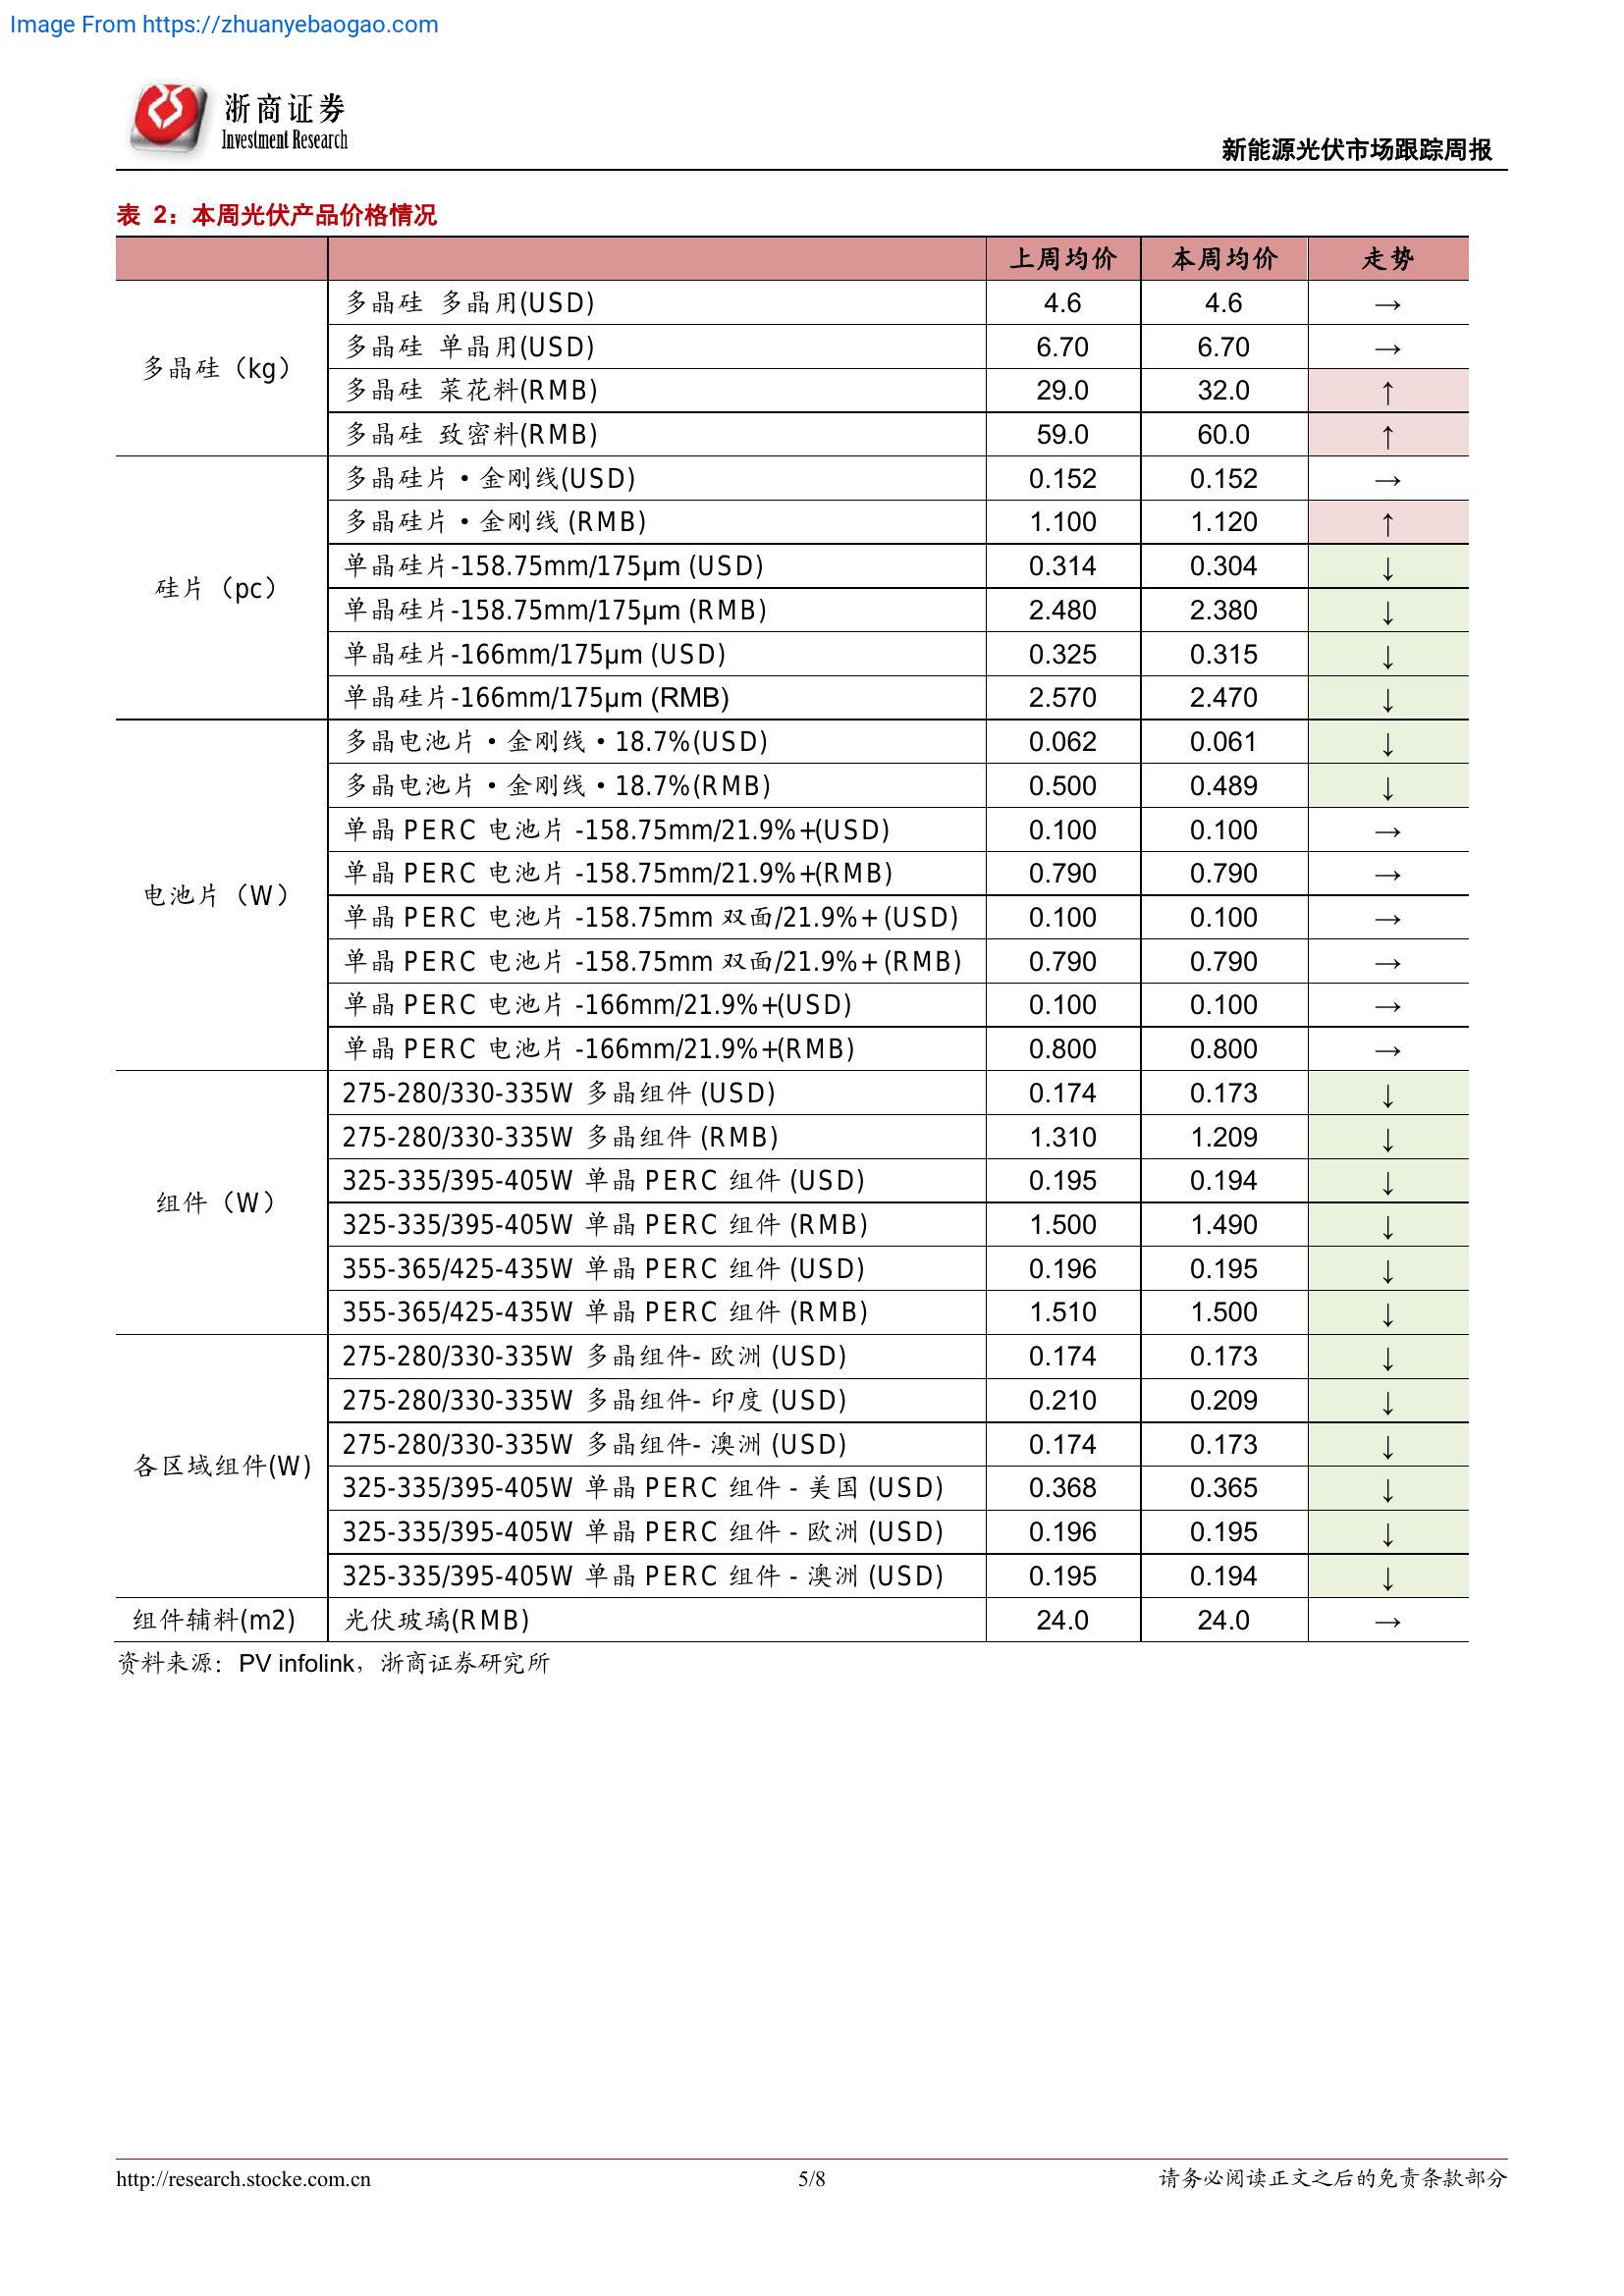 Image From https://zhuanyebaogao.com
浙商证券
Investment Research
新能源光伏市场跟踪周报
表 2：本周光伏产品价格情况
上周均价 本周均价 走势
多晶硅（kg）
多晶硅 多晶用(USD) 4.6 4.6 →
多晶硅 单晶用(USD) 6.70 6.70 →
多晶硅 菜花料(RMB) 29.0 32.0 ↑
多晶硅 致密料(RMB) 59.0 60.0 ↑
硅片（pc）
多晶硅片·金刚线(USD) 0.152 0.152 →
多晶硅片·金刚线 (RMB) 1.100 1.120 ↑
单晶硅片-158.75mm/175μm (USD) 0.314 0.304 ↓
单晶硅片-158.75mm/175μm (RMB) 2.480 2.380 ↓
单晶硅片-166mm/175μm (USD) 0.325 0.315 ↓
单晶硅片-166mm/175μm (RMB) 2.570 2.470 ↓
电池片（W）
多晶电池片·金刚线·18.7%(USD) 0.062 0.061 ↓
多晶电池片·金刚线·18.7%(RMB) 0.500 0.489 ↓
单晶 PERC 电池片 -158.75mm/21.9%+(USD) 0.100 0.100 →
单晶 PERC 电池片 -158.75mm/21.9%+(RMB) 0.790 0.790 →
单晶 PERC 电池片 -158.75mm 双面/21.9%+ (USD) 0.100 0.100 →
单晶 PERC 电池片 -158.75mm 双面/21.9%+ (RMB) 0.790 0.790 →
单晶 PERC 电池片 -166mm/21.9%+(USD) 0.100 0.100 →
单晶 PERC 电池片 -166mm/21.9%+(RMB) 0.800 0.800 →
组件（W）
275-280/330-335W 多晶组件 (USD) 0.174 0.173 ↓
275-280/330-335W 多晶组件 (RMB) 1.310 1.209 ↓
325-335/395-405W 单晶 PERC 组件 (USD) 0.195 0.194 ↓
325-335/395-405W 单晶 PERC 组件 (RMB) 1.500 1.490 ↓
355-365/425-435W 单晶 PERC 组件 (USD) 0.196 0.195 ↓
355-365/425-435W 单晶 PERC 组件 (RMB) 1.510 1.500 ↓
各区域组件(W)
275-280/330-335W 多晶组件- 欧洲 (USD) 0.174 0.173 ↓
275-280/330-335W 多晶组件- 印度 (USD) 0.210 0.209 ↓
275-280/330-335W 多晶组件- 澳洲 (USD) 0.174 0.173 ↓
325-335/395-405W 单晶 PERC 组件 - 美国 (USD) 0.368 0.365 ↓
325-335/395-405W 单晶 PERC 组件 - 欧洲 (USD) 0.196 0.195 ↓
325-335/395-405W 单晶 PERC 组件 - 澳洲 (USD) 0.195 0.194 ↓
组件辅料(m2) 光伏玻璃(RMB) 24.0 24.0 →
资料来源：PV infolink，浙商证券研究所
http://research.stocke.com.cn 5/8 请务必阅读正文之后的免责条款部分